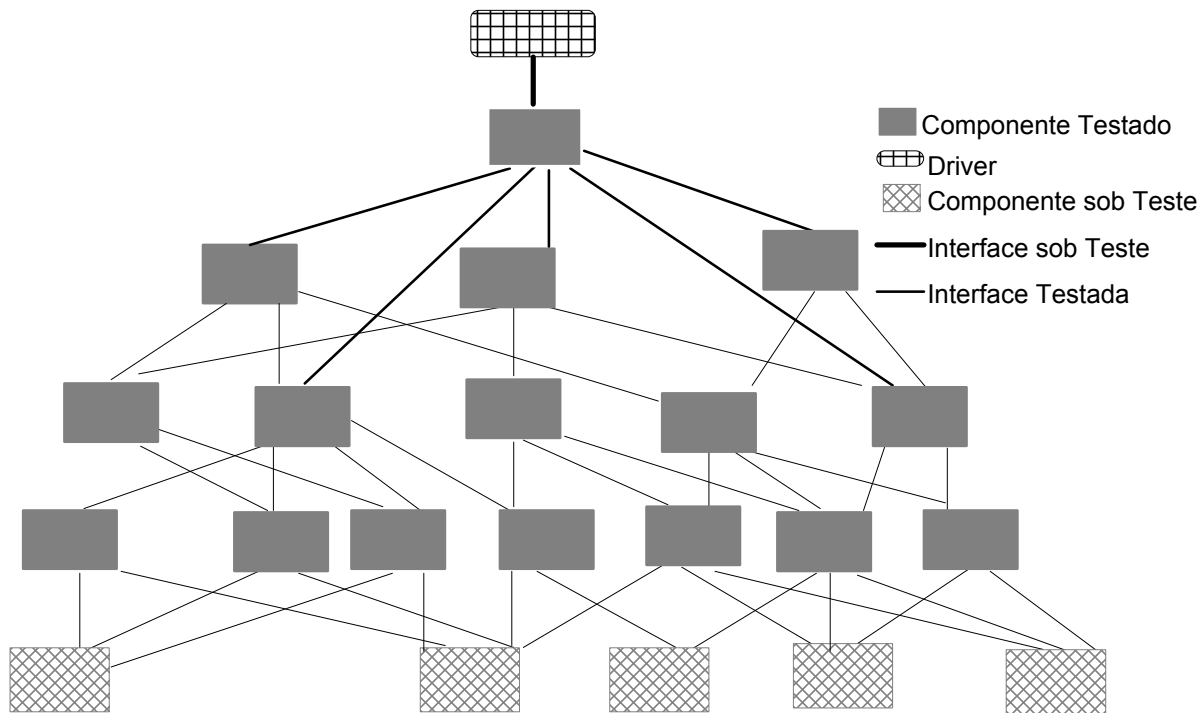 Componente Testado
Driver
Componente sob Teste
Interface sob Teste
Interface Testada